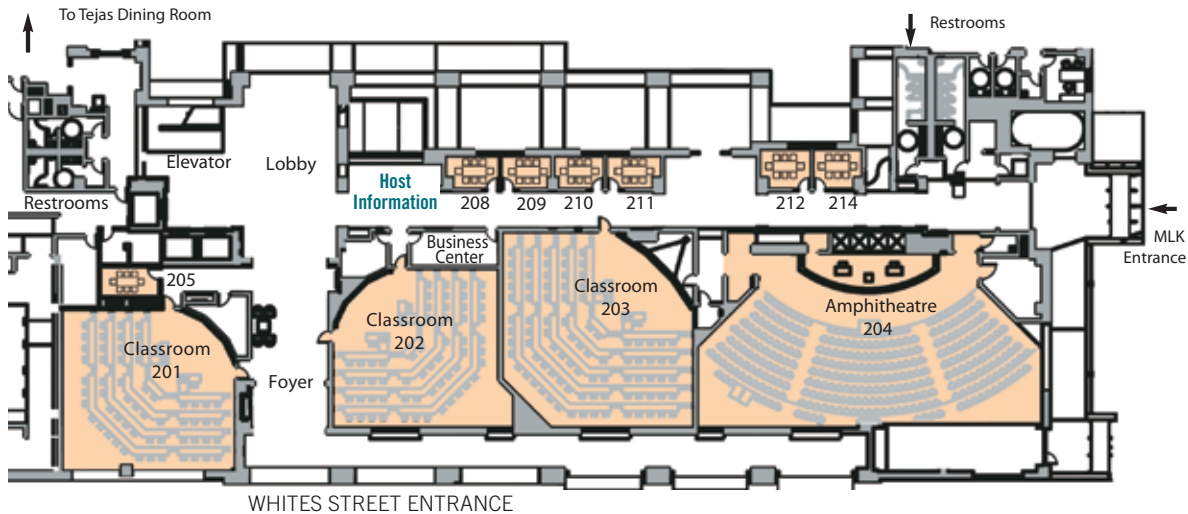 To Tejas Dining Room
Restrooms
Elevator
Lobby
Host
Information
208
209
210
211
212
214
Restrooms
MLK
Entrance
Business
Center
205
Classroom
201
Classroom
202
Classroom
203
Amphitheatre
204
Foyer
WHITES STREET ENTRANCE